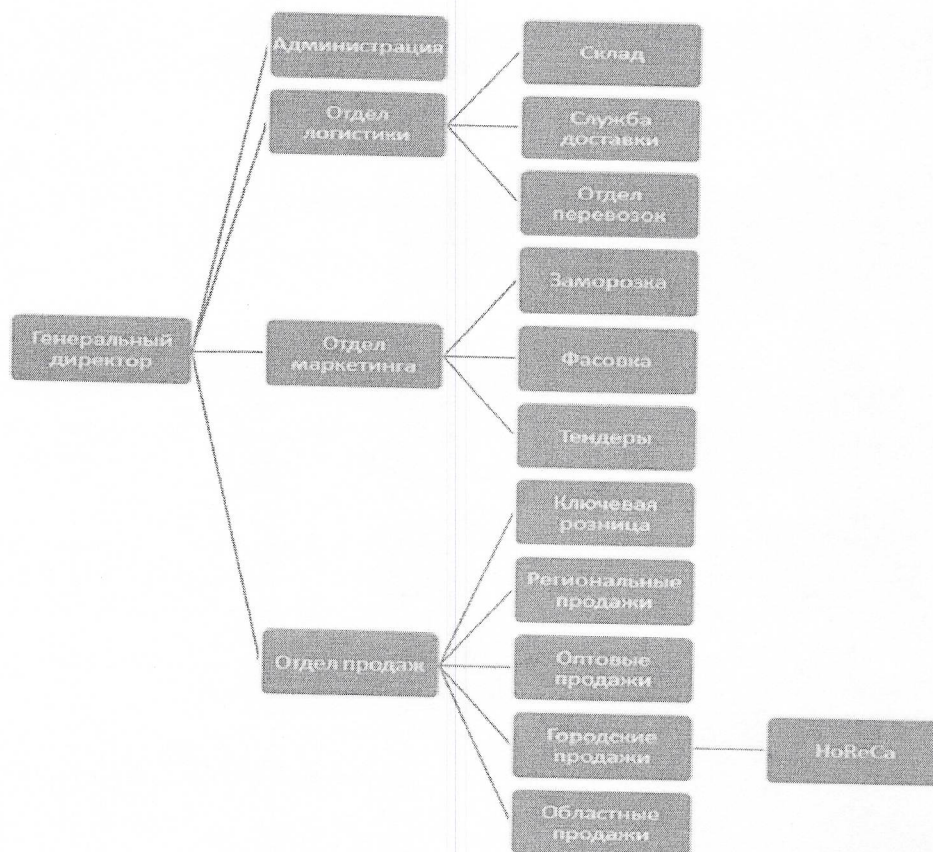 Администрация
Отдел
логистики
Склад
Служба
доставки
Отдел
перевозок
Генеральный
директор
Отдел
маркетинга
Заморозка
Фасовка
Тендеры
Отдел продаж
Ключевая
розница
Региональные
продажи
Оптовые
продажи
Городские
продажи
HoReCa
Областные
продажи